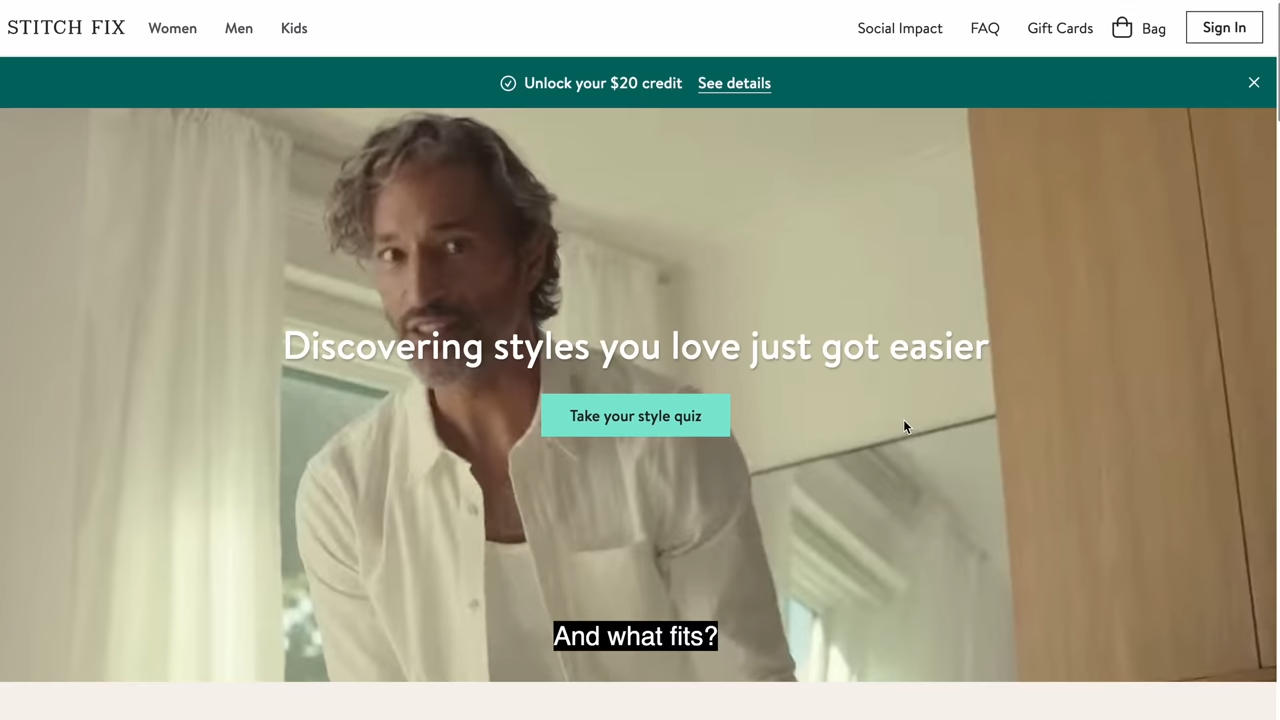 STITCH FIX Women Men Kids Social Impact FAQ Gift Cards Bag Sign In
Unlock your $20 credit See details
Discovering styles you love just got easier
Take your style quiz
And what fits?